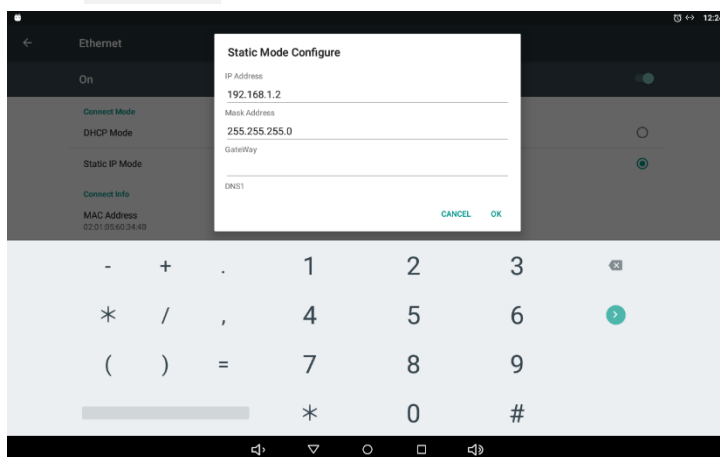 12:24
Ethernet
On
Connect Mode
DHCP Mode
Static IP Mode
Connect Info
MAC Address
02:01:05:60:34:40
Static Mode Configure
IP Address
192.168.1.2
Mask Address
255.255.255.0
GateWay
DNS1
CANCEL OK
- + . 1 2 3
* / , 4 5 6
( ) = 7 8 9
* 0 #